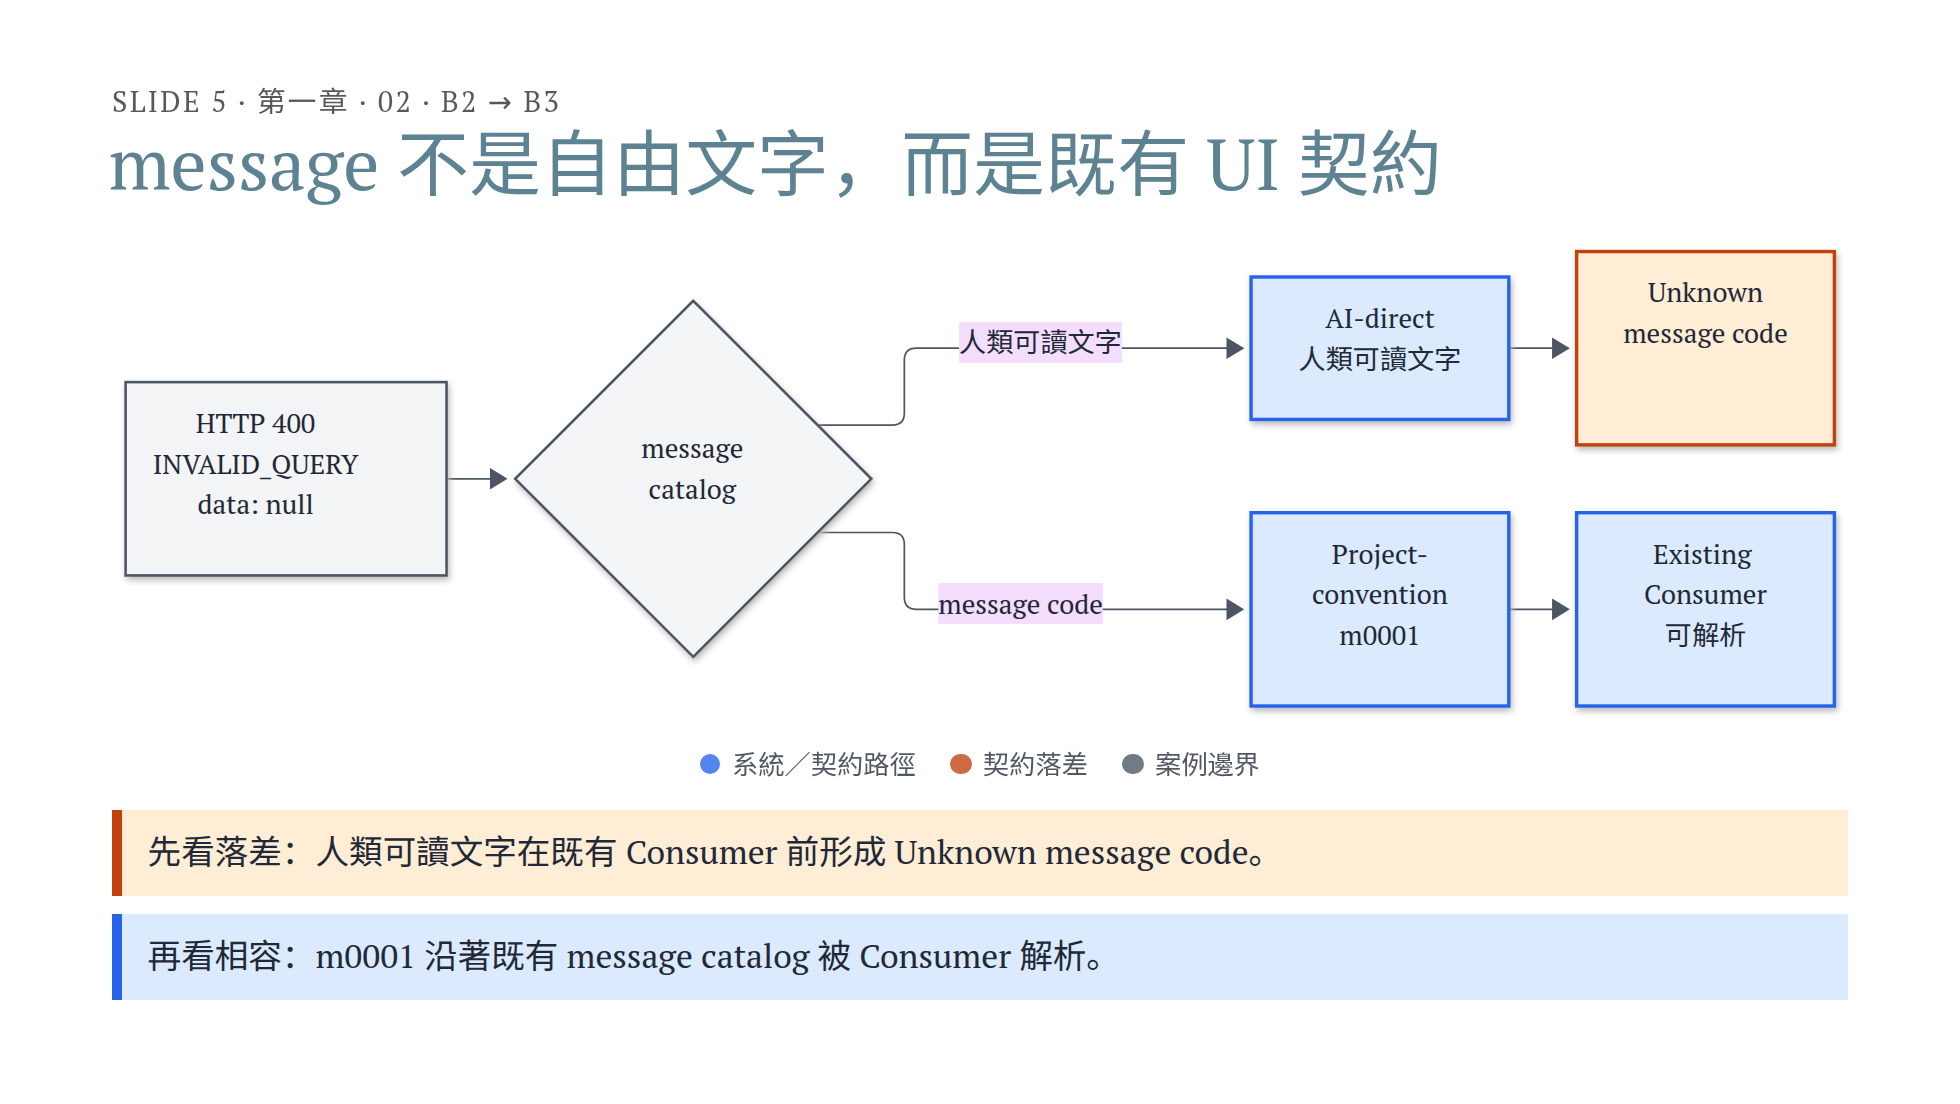 SLIDE 5 · 第一章 · 02 · B2 → B3
message 不是自由文字，而是既有 UI 契約
HTTP 400
INVALID_QUERY
data: null
message
catalog
人類可讀文字
AI-direct
人類可讀文字
Unknown
message code
message code
Project-
convention
m0001
Existing
Consumer
可解析
系統／契約路徑
契約落差
案例邊界
先看落差：人類可讀文字在既有 Consumer 前形成 Unknown message code。
再看相容：m0001 沿著既有 message catalog 被 Consumer 解析。